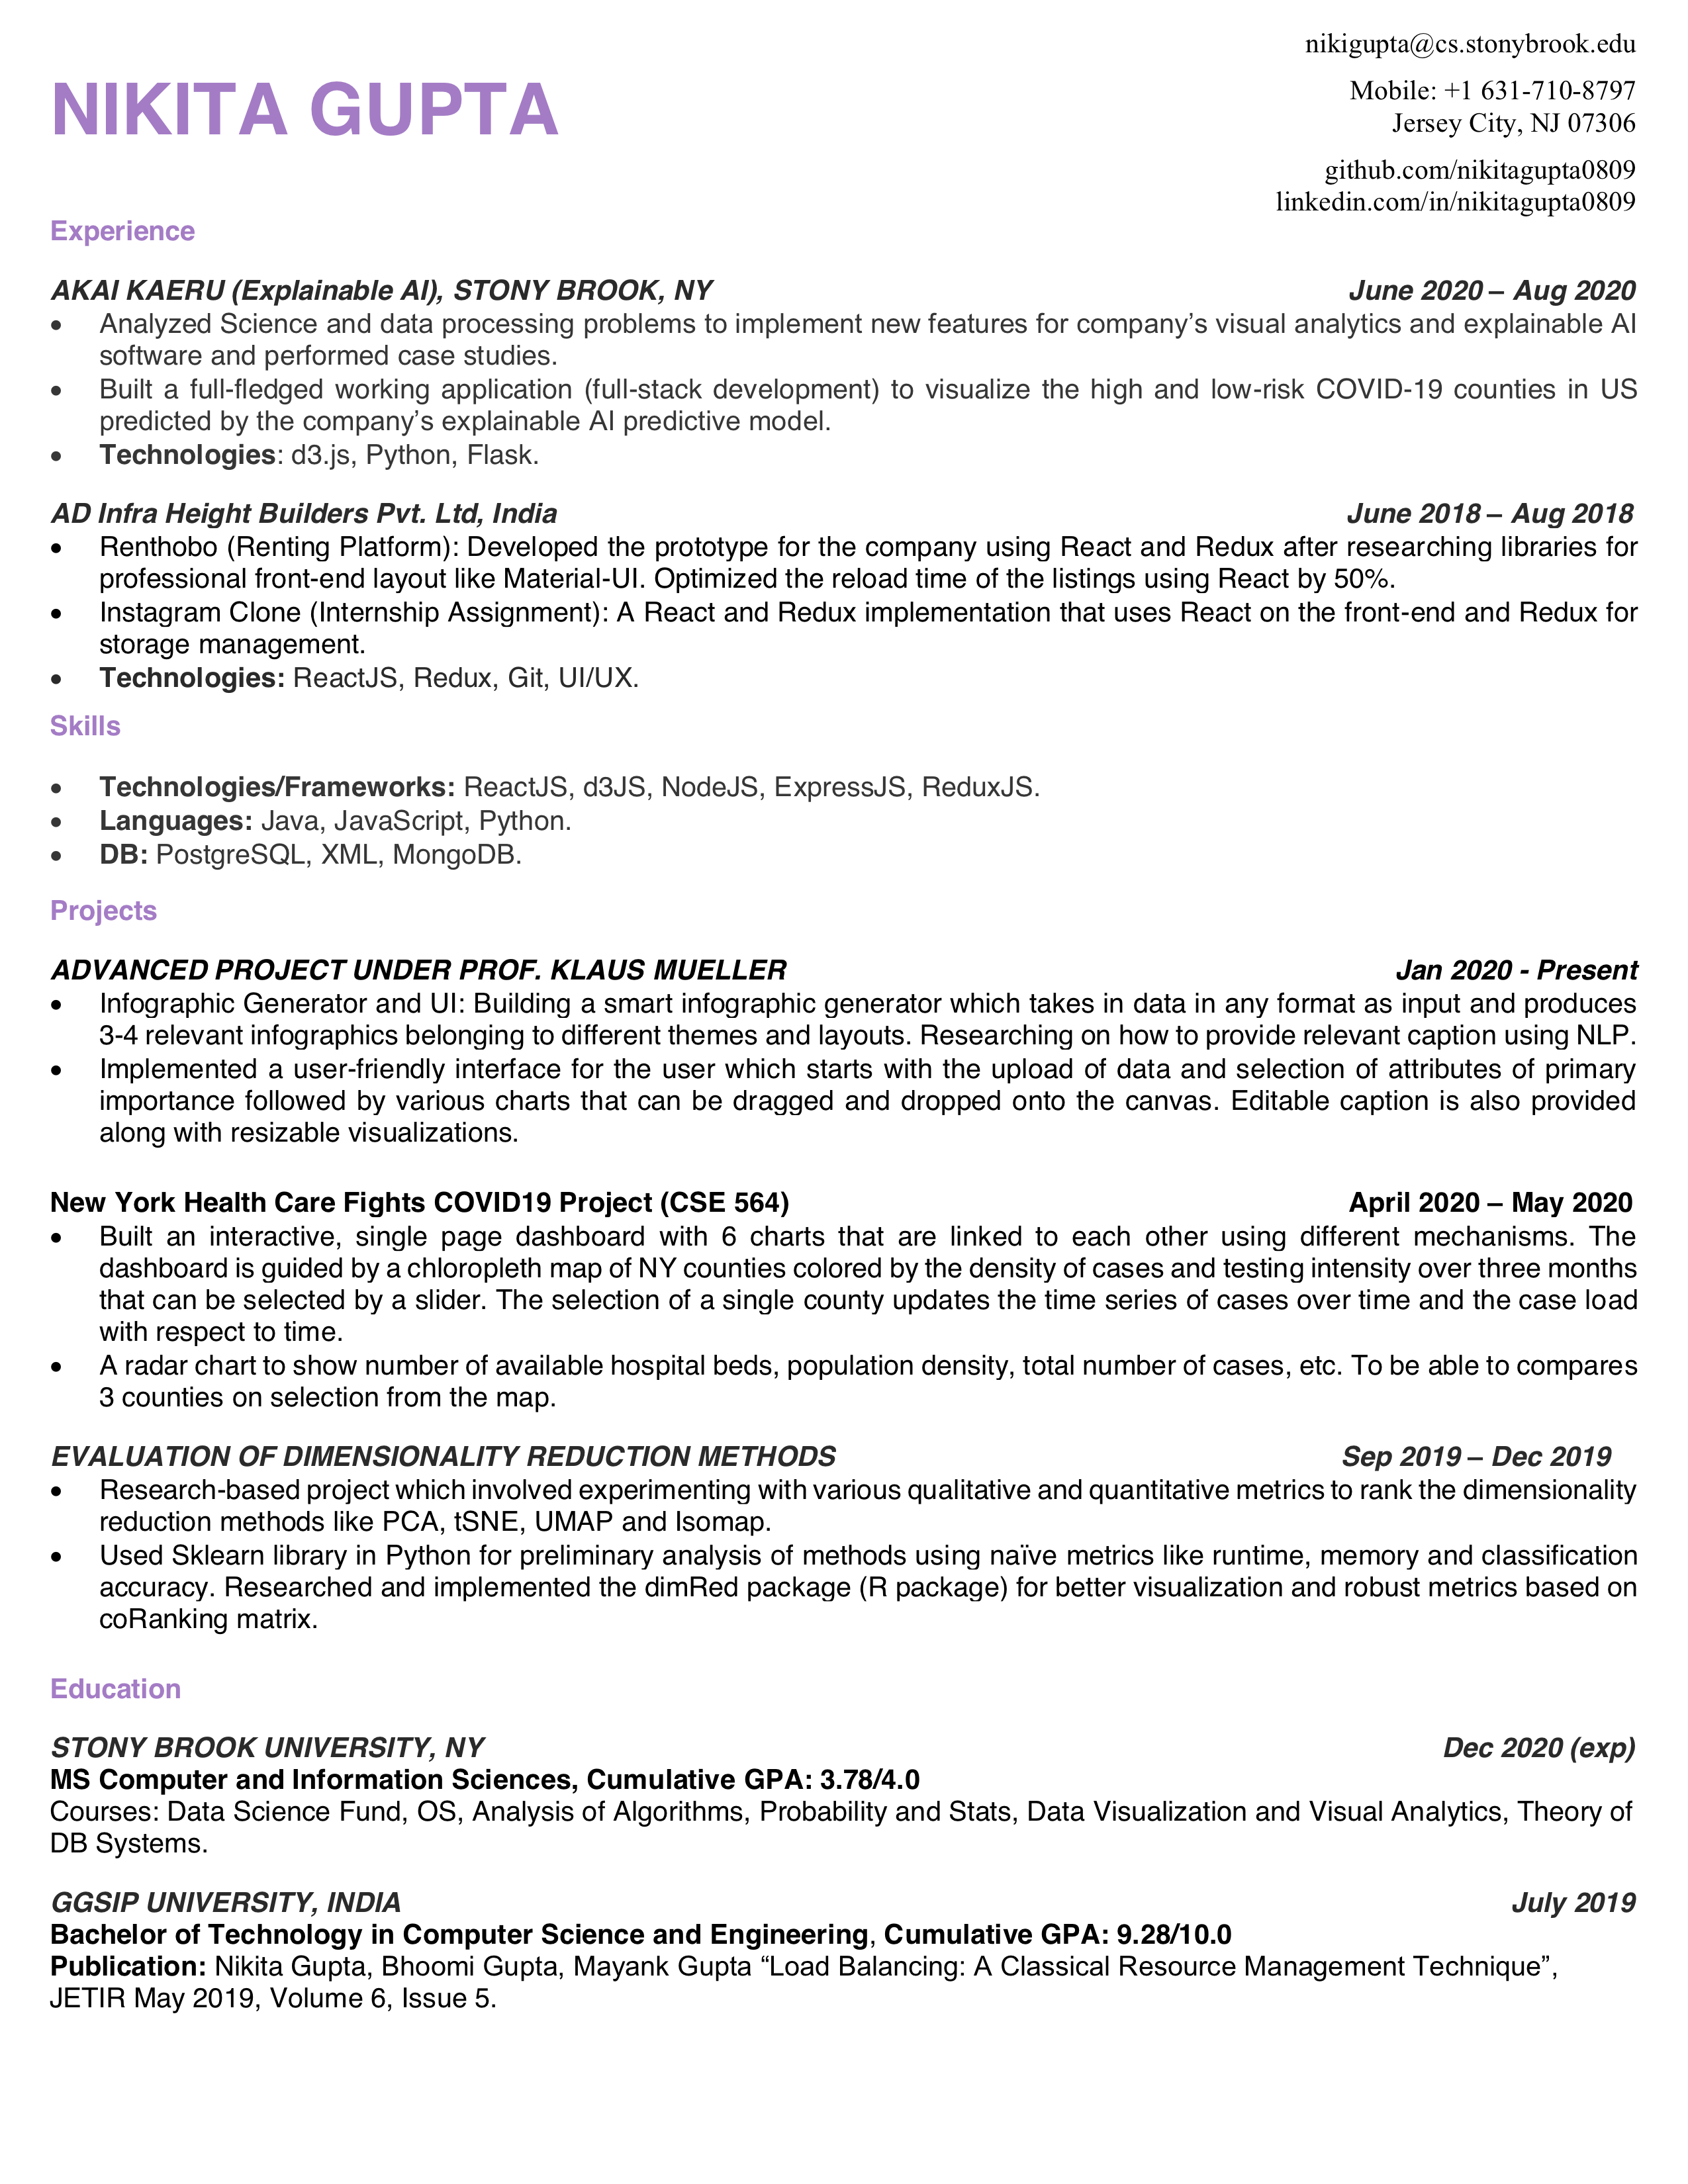 nikigupta@cs.stonybrook.edu
NIKITA GUPTA
Mobile: +1 631-710-8797
Jersey City, NJ 07306
github.com/nikitagupta0809
linkedin.com/in/nikitagupta0809
Experience
AKAI KAERU (Explainable AI), STONY BROOK, NY June 2020 – Aug 2020
• Analyzed Science and data processing problems to implement new features for company’s visual analytics and explainable AI
software and performed case studies.
• Built a full-fledged working application (full-stack development) to visualize the high and low-risk COVID-19 counties in US
predicted by the company’s explainable AI predictive model.
• Technologies: d3.js, Python, Flask.
AD Infra Height Builders Pvt. Ltd, India June 2018 – Aug 2018
• Renthobo (Renting Platform): Developed the prototype for the company using React and Redux after researching libraries for
professional front-end layout like Material-UI. Optimized the reload time of the listings using React by 50%.
• Instagram Clone (Internship Assignment): A React and Redux implementation that uses React on the front-end and Redux for
storage management.
• Technologies: ReactJS, Redux, Git, UI/UX.
Skills
• Technologies/Frameworks: ReactJS, d3JS, NodeJS, ExpressJS, ReduxJS.
• Languages: Java, JavaScript, Python.
• DB: PostgreSQL, XML, MongoDB.
Projects
ADVANCED PROJECT UNDER PROF. KLAUS MUELLER Jan 2020 - Present
• Infographic Generator and UI: Building a smart infographic generator which takes in data in any format as input and produces
3-4 relevant infographics belonging to different themes and layouts. Researching on how to provide relevant caption using NLP.
• Implemented a user-friendly interface for the user which starts with the upload of data and selection of attributes of primary
importance followed by various charts that can be dragged and dropped onto the canvas. Editable caption is also provided
along with resizable visualizations.
New York Health Care Fights COVID19 Project (CSE 564) April 2020 – May 2020
• Built an interactive, single page dashboard with 6 charts that are linked to each other using different mechanisms. The
dashboard is guided by a chloropleth map of NY counties colored by the density of cases and testing intensity over three months
that can be selected by a slider. The selection of a single county updates the time series of cases over time and the case load
with respect to time.
• A radar chart to show number of available hospital beds, population density, total number of cases, etc. To be able to compares
3 counties on selection from the map.
EVALUATION OF DIMENSIONALITY REDUCTION METHODS Sep 2019 – Dec 2019
• Research-based project which involved experimenting with various qualitative and quantitative metrics to rank the dimensionality
reduction methods like PCA, tSNE, UMAP and Isomap.
• Used Sklearn library in Python for preliminary analysis of methods using naïve metrics like runtime, memory and classification
accuracy. Researched and implemented the dimRed package (R package) for better visualization and robust metrics based on
coRanking matrix.
Education
STONY BROOK UNIVERSITY, NY Dec 2020 (exp)
MS Computer and Information Sciences, Cumulative GPA: 3.78/4.0
Courses: Data Science Fund, OS, Analysis of Algorithms, Probability and Stats, Data Visualization and Visual Analytics, Theory of
DB Systems.
GGSIP UNIVERSITY, INDIA July 2019
Bachelor of Technology in Computer Science and Engineering, Cumulative GPA: 9.28/10.0
Publication: Nikita Gupta, Bhoomi Gupta, Mayank Gupta “Load Balancing: A Classical Resource Management Technique”,
JETIR May 2019, Volume 6, Issue 5.